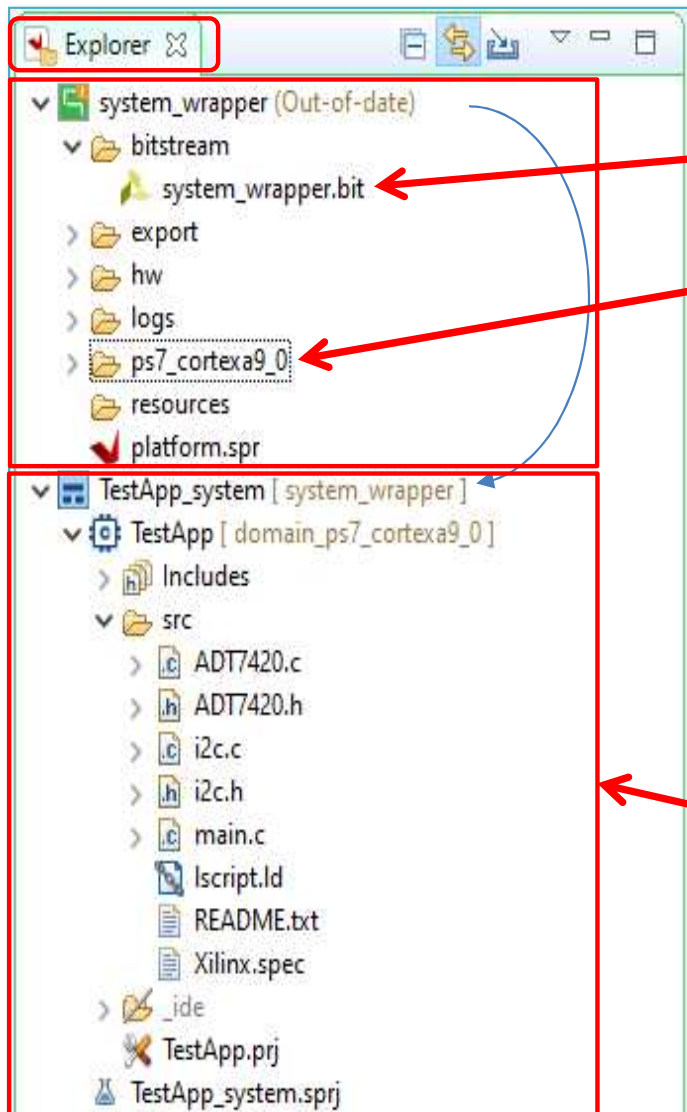 Explorer
system_wrapper (Out-of-date)
bitstream
system_wrapper.bit
export
hw
logs
ps7_cortexa9_0
resources
platform.spr
TestApp_system [ system_wrapper ]
TestApp [ domain_ps7_cortexa9_0 ]
Includes
src
ADT7420.c
ADT7420.h
i2c.c
i2c.h
main.c
lscript.ld
README.txt
Xilinx.spec
_ide
TestApp.prj
TestApp_system.sprj